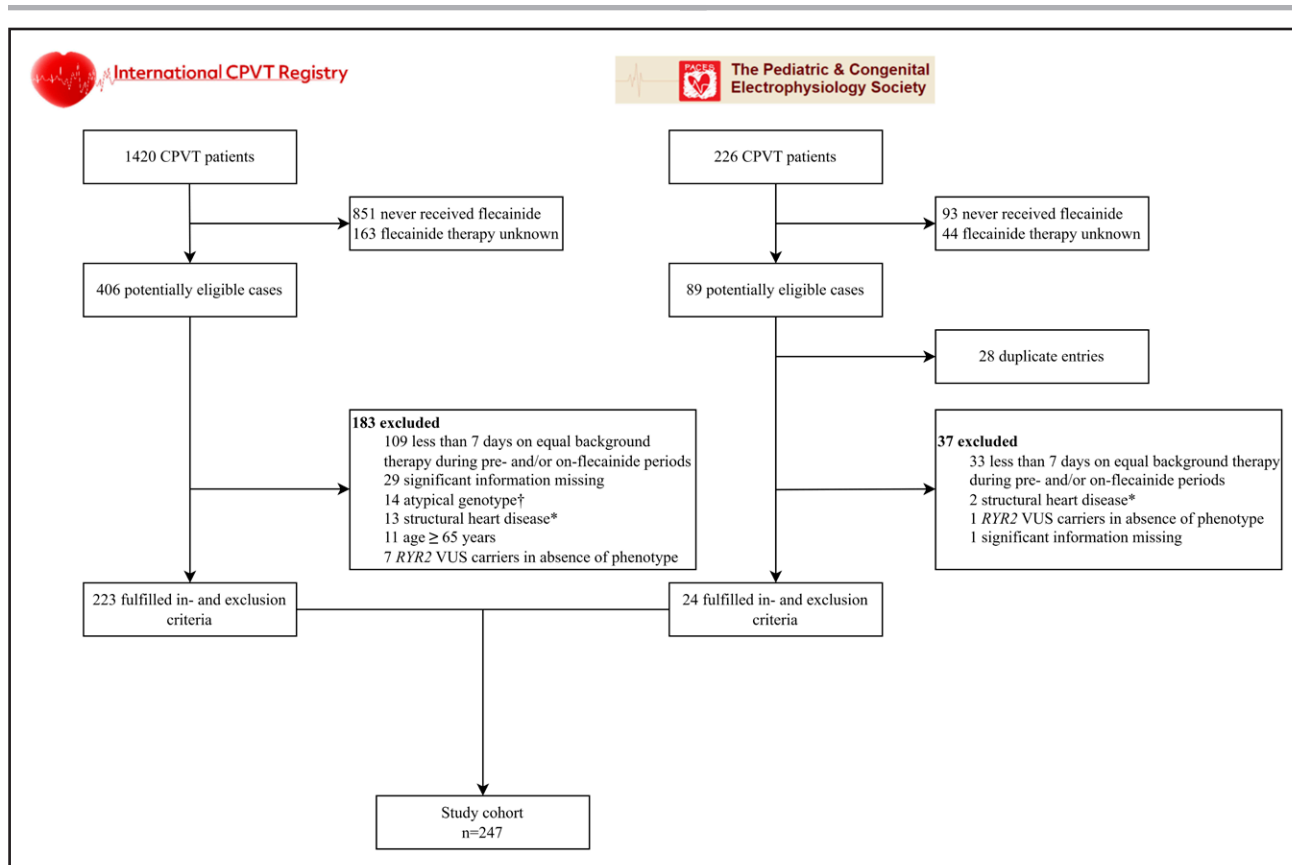 International CPVT Registry
PACES
The Pediatric & Congenital
Electrophysiology Society
1420 CPVT patients
226 CPVT patients
851 never received flecainide
163 flecainide therapy unknown
93 never received flecainide
44 flecainide therapy unknown
406 potentially eligible cases
89 potentially eligible cases
28 duplicate entries
183 excluded
109 less than 7 days on equal background
therapy during pre- and/or on-flecainide periods
29 significant information missing
14 atypical genotype†
13 structural heart disease*
11 age ≥ 65 years
7 RYR2 VUS carriers in absence of phenotype
37 excluded
33 less than 7 days on equal background therapy
during pre- and/or on-flecainide periods
2 structural heart disease*
1 RYR2 VUS carriers in absence of phenotype
1 significant information missing
223 fulfilled in- and exclusion
criteria
24 fulfilled in- and exclusion
criteria
Study cohort
n=247